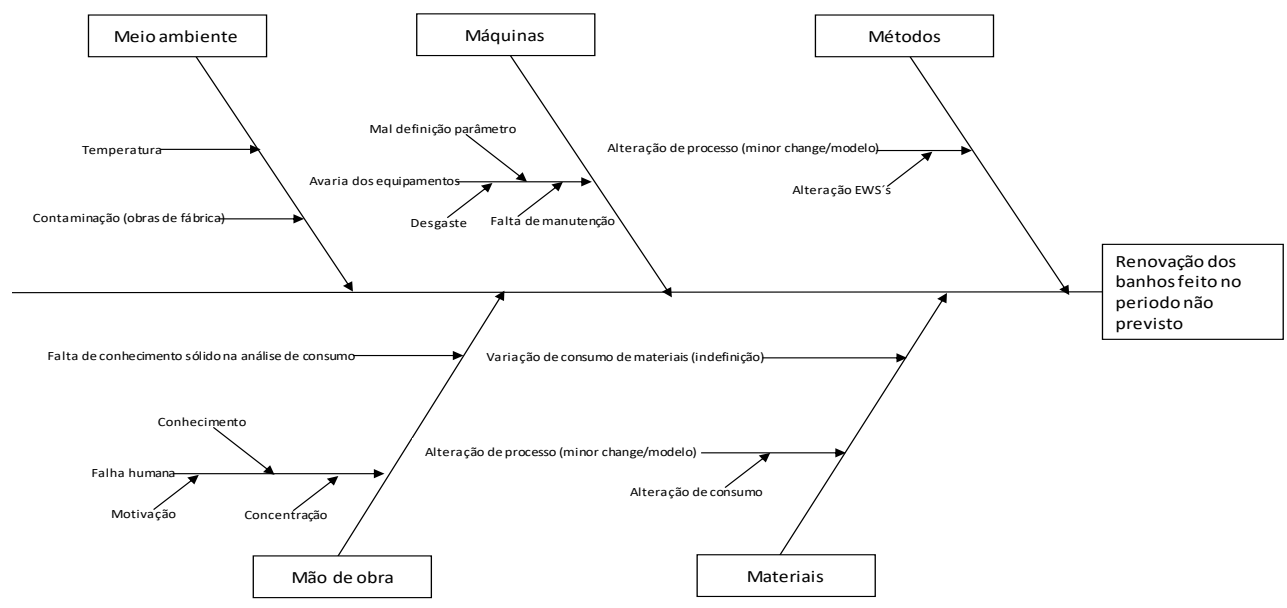 Meio ambiente
Máquinas
Métodos
Mal definição parâmetro
Temperatura
Alteração de processo (minor change/modelo)
Avaria dos equipamentos
Alteração EWS´s
Contaminação (obras de fábrica)
Desgaste
Falta de manutenção
Renovação dos
banhos feito no
periodo não
previsto
Falta de conhecimento sólido na análise de consumo
Variação de consumo de materiais (indefinição)
Conhecimento
Alteração de processo (minor change/modelo)
Falha humana
Alteração de consumo
Motivação
Concentração
Mão de obra
Materiais